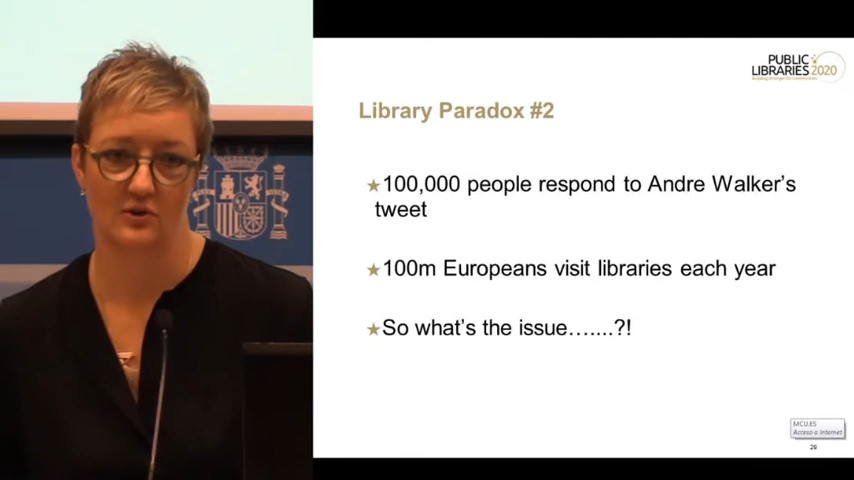 PUBLIC
LIBRARIES 2020
Library Paradox #2
100,000 people respond to Andre Walker's
tweet
100m Europeans visit libraries each year
So what's the issue…....?!
MCU.ES
Acceso a Internet
29